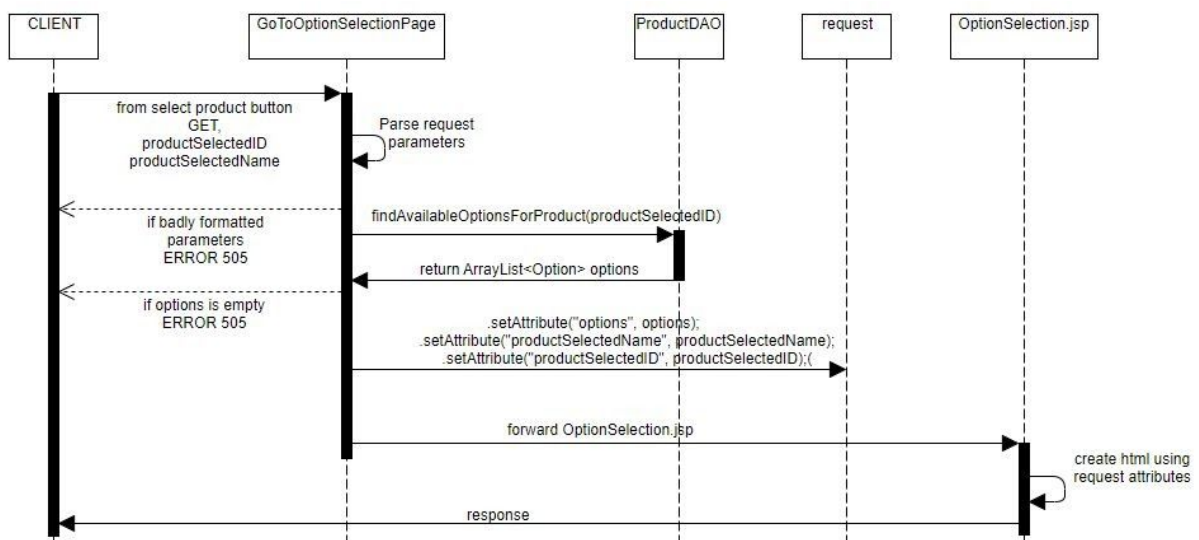 CLIENT
GoToOptionSelectionPage
ProductDAO
request
OptionSelection.jsp
from select product button
GET,
productSelectedID
productSelectedName
Parse request
parameters
if badly formatted
parameters
ERROR 505
findAvailableOptionsForProduct(productSelectedID)
return ArrayList<Option> options
if options is empty
ERROR 505
.setAttribute("options", options);
.setAttribute("productSelectedName", productSelectedName);
.setAttribute("productSelectedID", productSelectedID);(
forward OptionSelection.jsp
create html using
request attributes
response